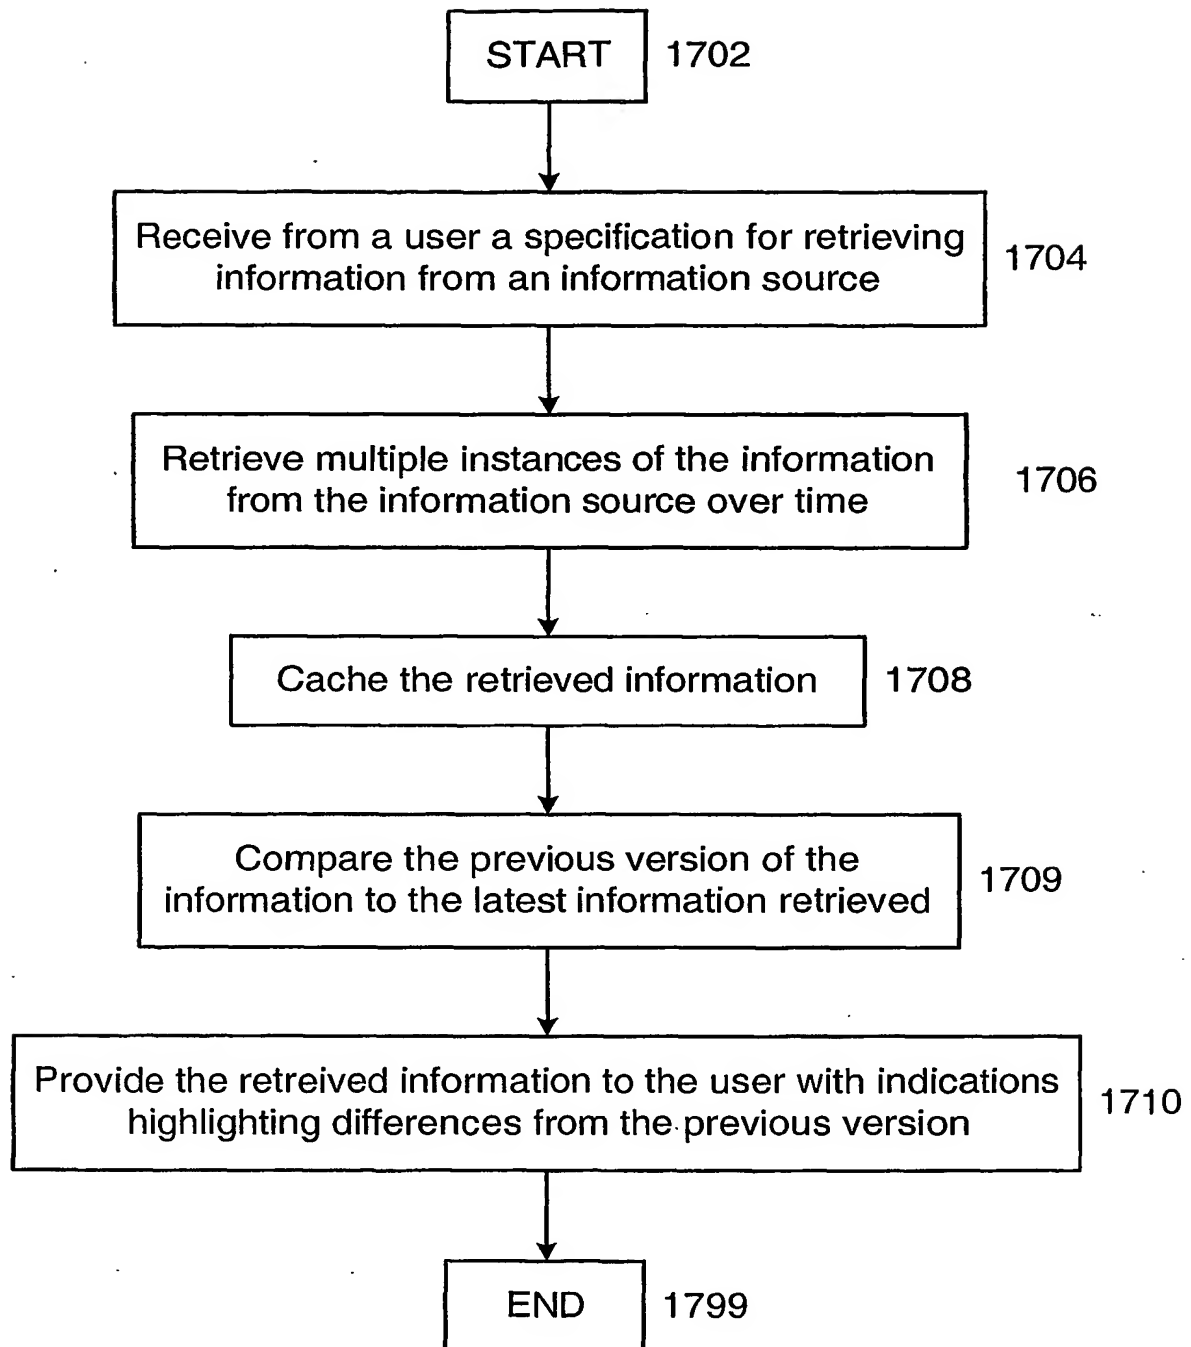 START 1702
Receive from a user a specification for retrieving
information from an information source
1704
Retrieve multiple instances of the information
from the information source over time
1706
Cache the retrieved information 1708
Compare the previous version of the
information to the latest information retrieved
1709
Provide the retreived information to the user with indications
highlighting differences from the previous version
1710
END 1799